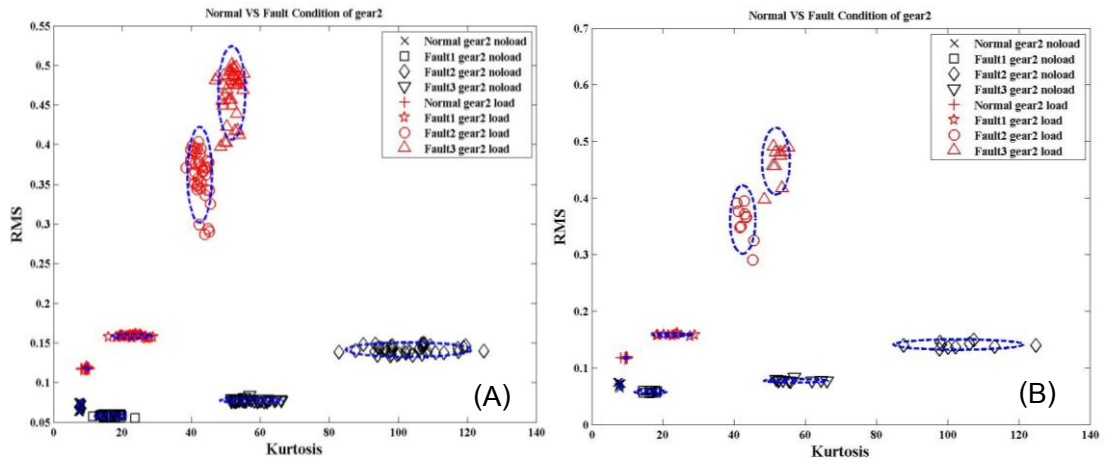 Normal VS Fault Condition of gear2
0.55
0.5
0.45
0.4
0.35
0.3
0.25
0.2
0.15
0.1
0.05
RMS
0 20 40 60 80 100 120 140
Kurtosis
Normal gear2 noload
Fault1 gear2 noload
Fault2 gear2 noload
Fault3 gear2 noload
Normal gear2 load
Fault1 gear2 load
Fault2 gear2 load
Fault3 gear2 load
(A)
Normal VS Fault Condition of gear2
0.7
0.6
0.5
0.4
0.3
0.2
0.1
0
RMS
0 20 40 60 80 100 120 140
Kurtosis
Normal gear2 noload
Fault1 gear2 noload
Fault2 gear2 noload
Fault3 gear2 noload
Normal gear2 load
Fault1 gear2 load
Fault2 gear2 load
Fault3 gear2 load
(B)